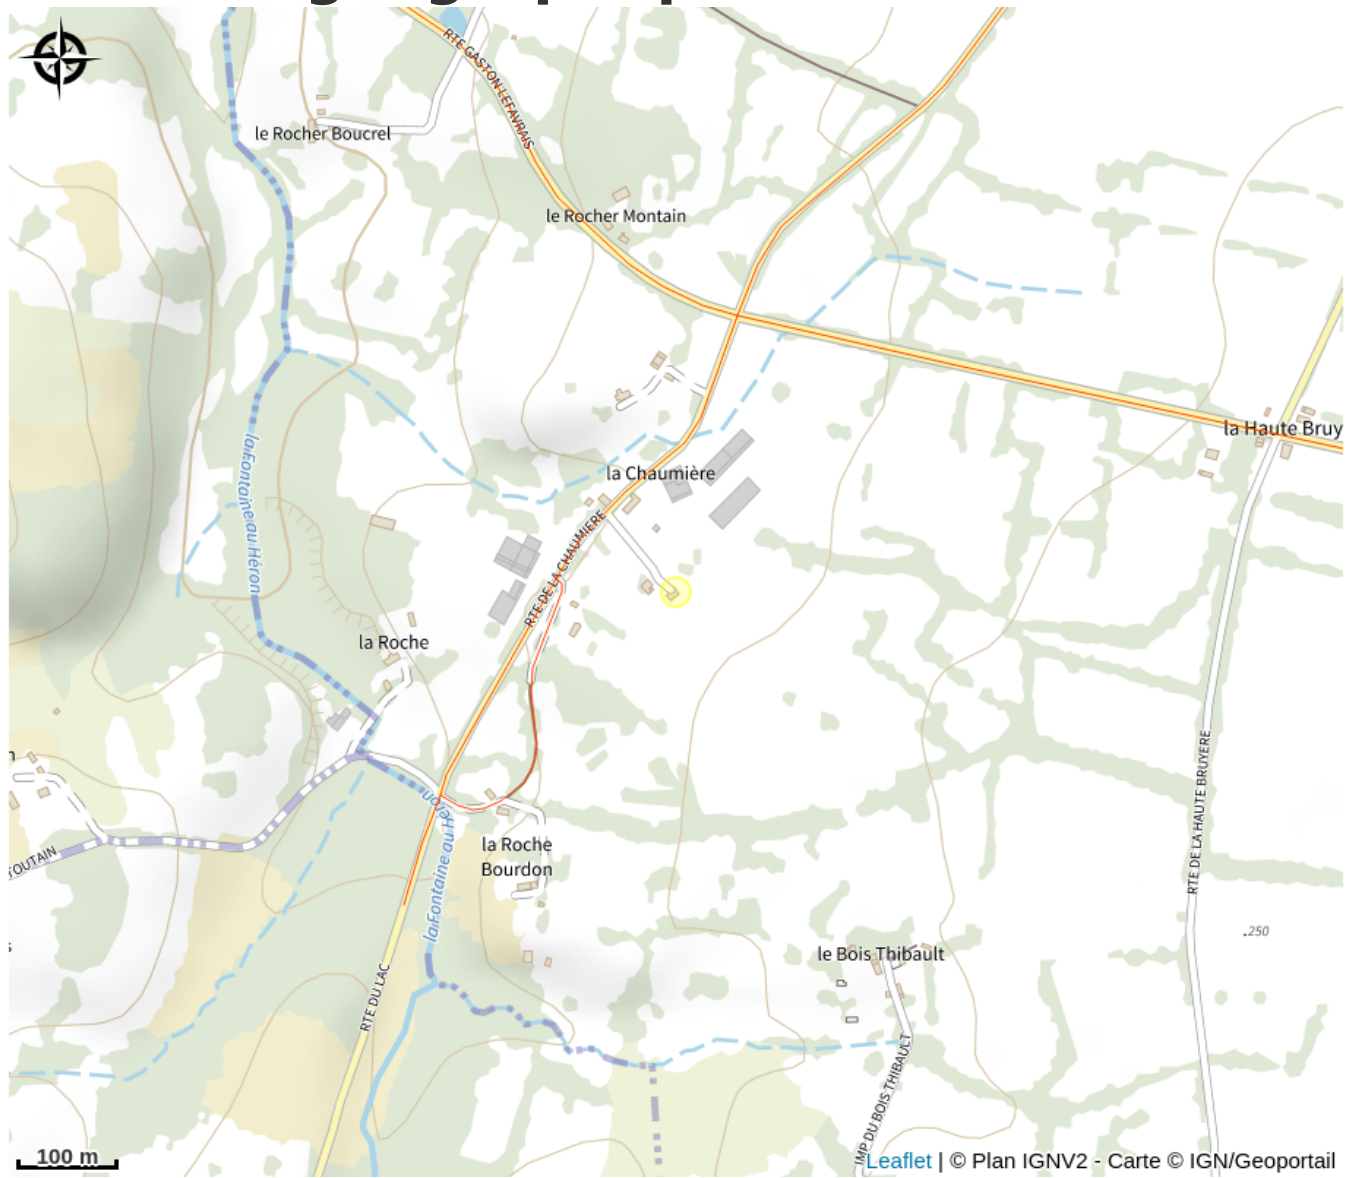 RTE GASTON LEFAVRAIS
le Rocher Boucrel
le Rocher Montain
la Haute Bruy
la Chaumière
la Fontaine au Héron
RTE DE LA CHAUMIERE
la Roche
RTE DE LA HAUTE BRUYERE
la Fontaine au Héron
la Roche
Bourdon
TOUTAIN
.250
le Bois Thibault
RTE DU LAC
IMP DU BOIS THIBAULT
100 m
Leaflet | © Plan IGNV2 - Carte © IGN/Geoportail